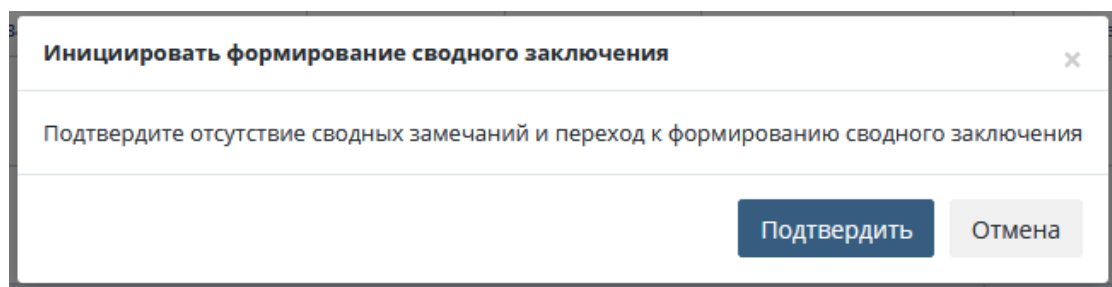 Инициировать формирование сводного заключения
×
Подтвердите отсутствие сводных замечаний и переход к формированию сводного заключения
Подтвердить Отмена